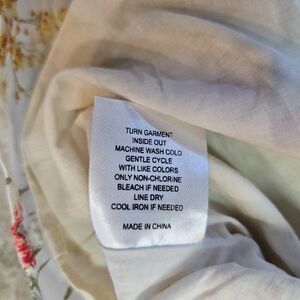 TURN GARMENT
INSIDE OUT
MACHINE WASH COLD
GENTLE CYCLE
WITH LIKE COLORS
ONLY NON-CHLORINE
BLEACH IF NEEDED
LINE DRY
COOL IRON IF NEEDED
MADE IN CHINA